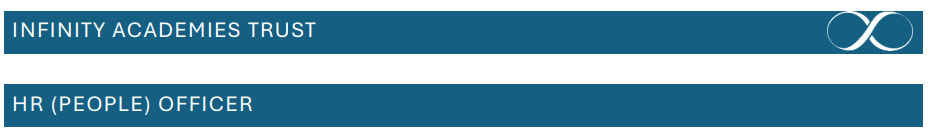 INFINITY ACADEMIES TRUST
HR (PEOPLE) OFFICER